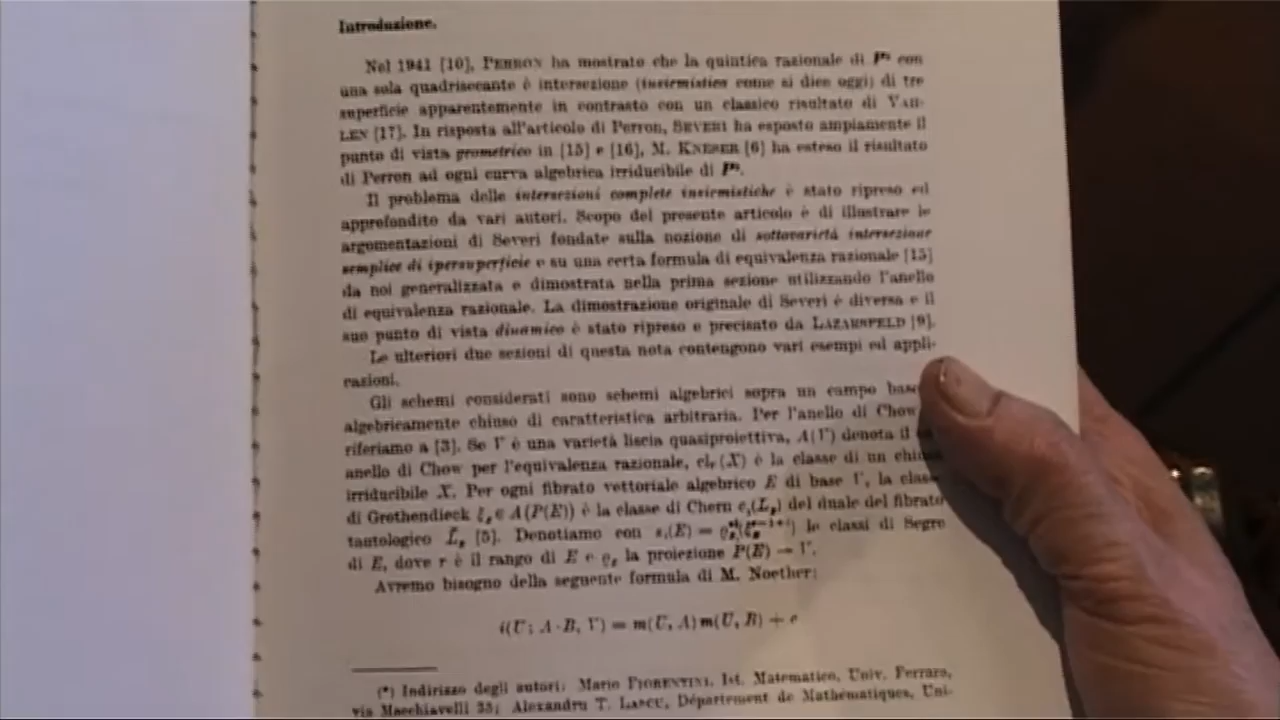 Introduzione.
Nel 1941 [10], PERRON ha mostrato che la quintica razionale di P³ con
una sola quadrisecante è intersezione (insiemistica come si dice oggi) di tre
superficie apparentemente in contrasto con un classico risultato di VAH-
LEN [17]. In risposta all'articolo di Perron, SEVERI ha esposto ampiamente il
punto di vista geometrico in [15] e [16], M. KNESER [6] ha esteso il risultato
di Perron ad ogni curva algebrica irriducibile di P³.
Il problema delle intersezioni complete insiemistiche è stato ripreso ed
approfondito da vari autori. Scopo del presente articolo è di illustrare le
argomentazioni di Severi fondate sulla nozione di sottovarietà intersezione
semplice di ipersuperficie e su una certa formula di equivalenza razionale [15]
da noi generalizzata e dimostrata nella prima sezione utilizzando l'anello
di equivalenza razionale. La dimostrazione originale di Severi è diversa e il
suo punto di vista dinamico è stato ripreso e precisato da LAZARSFELD [9].
Le ulteriori due sezioni di questa nota contengono vari esempi ed appli-
cazioni.
Gli schemi considerati sono schemi algebrici sopra un campo base
algebricamente chiuso di caratteristica arbitraria. Per l'anello di Chow
riferiamo a [3]. Se V è una varietà liscia quasiproiettiva, A(V) denota il
anello di Chow per l'equivalenza razionale, cl_V(X) è la classe di un chiuso
irriducibile X. Per ogni fibrato vettoriale algebrico E di base V, la classe
di Grothendieck ξ_E ∈ A(P(E)) è la classe di Chern c₁(Ľ_E) del duale del fibrato
tautologico L_E [5]. Denotiamo con s_i(E) = ϱ_E*(ξ_E^{r-1+i}) le classi di Segre
di E, dove r è il rango di E e ϱ_E la proiezione P(E) → V.
Avremo bisogno della seguente formula di M. Noether:
i(U; A·B, V) = m(U, A) m(U, B) + e
(*) Indirizzo degli autori: Mario FIORENTINI, Ist. Matematico, Univ. Ferrara,
via Macchiavelli 35; Alexandru T. LASCU, Département de Mathématiques, Uni-